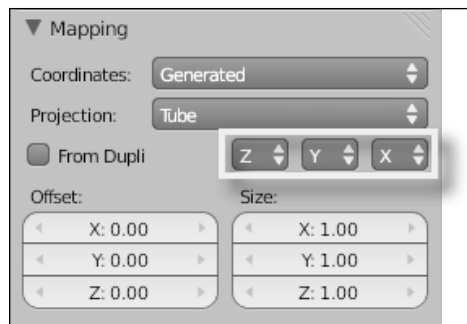 Mapping
Coordinates: Generated
Projection: Tube
From Dupli Z Y X
Offset: Size:
X: 0.00 X: 1.00
Y: 0.00 Y: 1.00
Z: 0.00 Z: 1.00